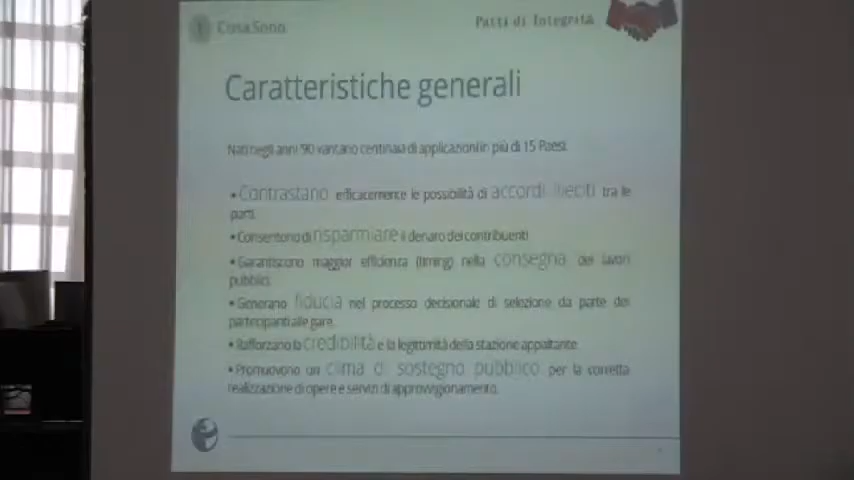 Cosa Sono
Patti di Integrità
Caratteristiche generali
Nati negli anni '90 vantano centinaia di applicazioni in più di 15 Paesi.
• Contrastano efficacemente le possibilità di accordi illeciti tra le
parti.
• Consentono di risparmiare il denaro dei contribuenti
• Garantiscono maggior efficienza (timing) nella consegna dei lavori
pubblici.
• Generano fiducia nel processo decisionale di selezione da parte dei
partecipanti alle gare.
• Rafforzano la credibilità e la legittimità della stazione appaltante.
• Promuovono un clima di sostegno pubblico per la corretta
realizzazione di opere e servizi di approvvigionamento.